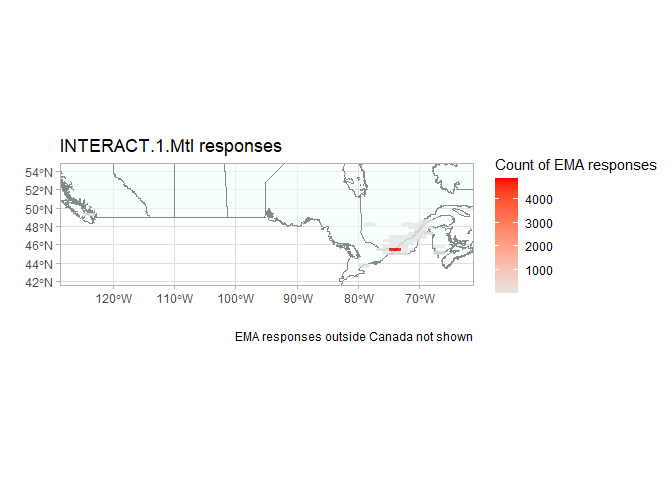 INTERACT.1.Mtl responses
Count of EMA responses
4000
3000
2000
1000
54°N
52°N
50°N
48°N
46°N
44°N
42°N
120°W 110°W 100°W 90°W 80°W 70°W
EMA responses outside Canada not shown